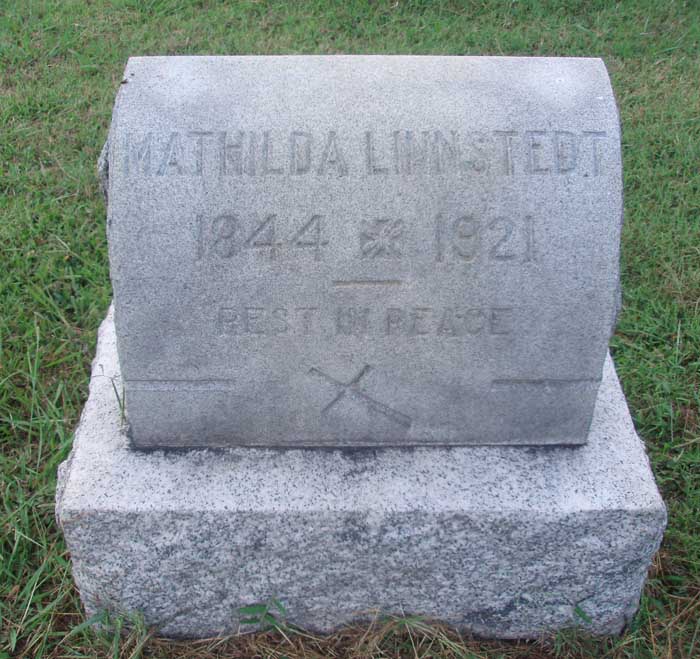 MATHILDA LINNSTEDT
1844 1921
REST IN PEACE